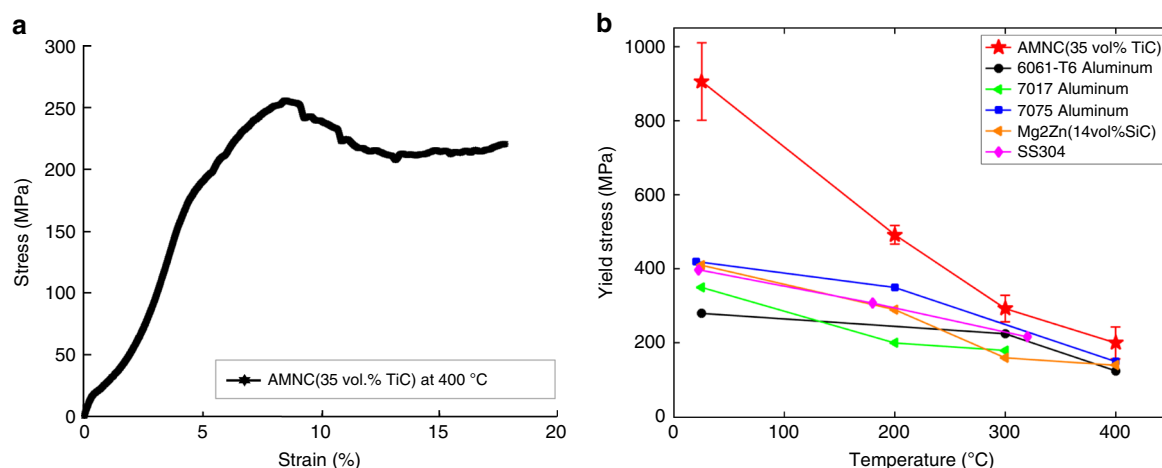 a
300
250
200
150
100
50
0
Stress (MPa)
AMNC(35 vol.% TiC) at 400 °C
0 5 10 15 20
Strain (%)
b
1000
800
600
400
200
0
Yield stress (MPa)
AMNC(35 vol% TiC)
6061-T6 Aluminum
7017 Aluminum
7075 Aluminum
Mg2Zn(14vol%SiC)
SS304
0 100 200 300 400
Temperature (°C)